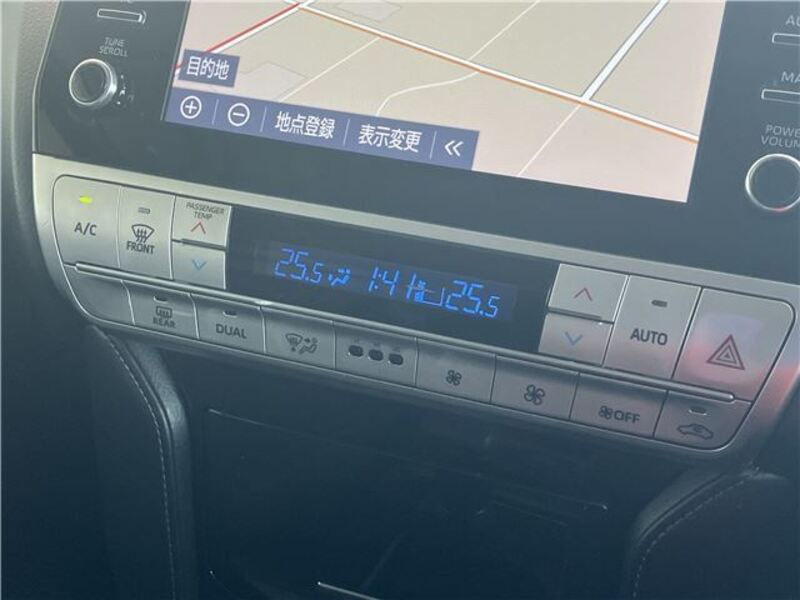 TUNE
SCROLL
目的地
地点登録
表示変更
«
POWER
VOLUM
A/C
FRONT
PASSENGER
TEMP
25.5
1:41
25.5
AUTO
REAR
DUAL
OFF